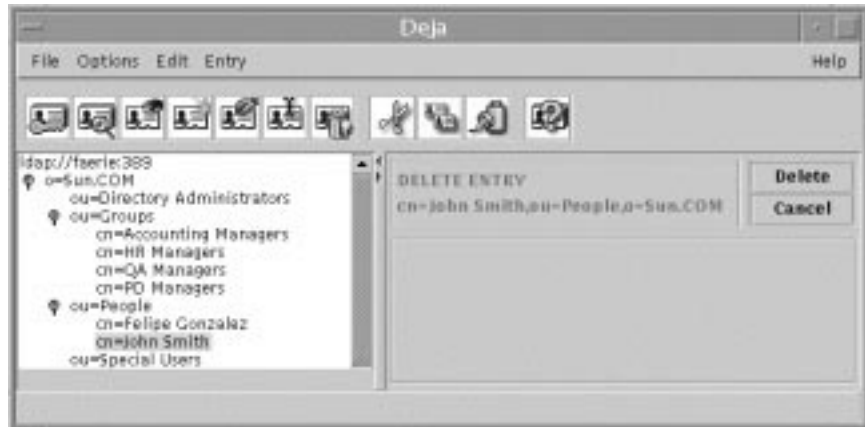 Deja
File Options Edit Entry Help
ldap://faerie:389
o=Sun.COM
ou=Directory Administrators
ou=Groups
cn=Accounting Managers
cn=HR Managers
cn=QA Managers
cn=PD Managers
ou=People
cn=Felipe Gonzalez
cn=John Smith
ou=Special Users
DELETE ENTRY
cn=John Smith,ou=People,o=Sun.COM
Delete
Cancel